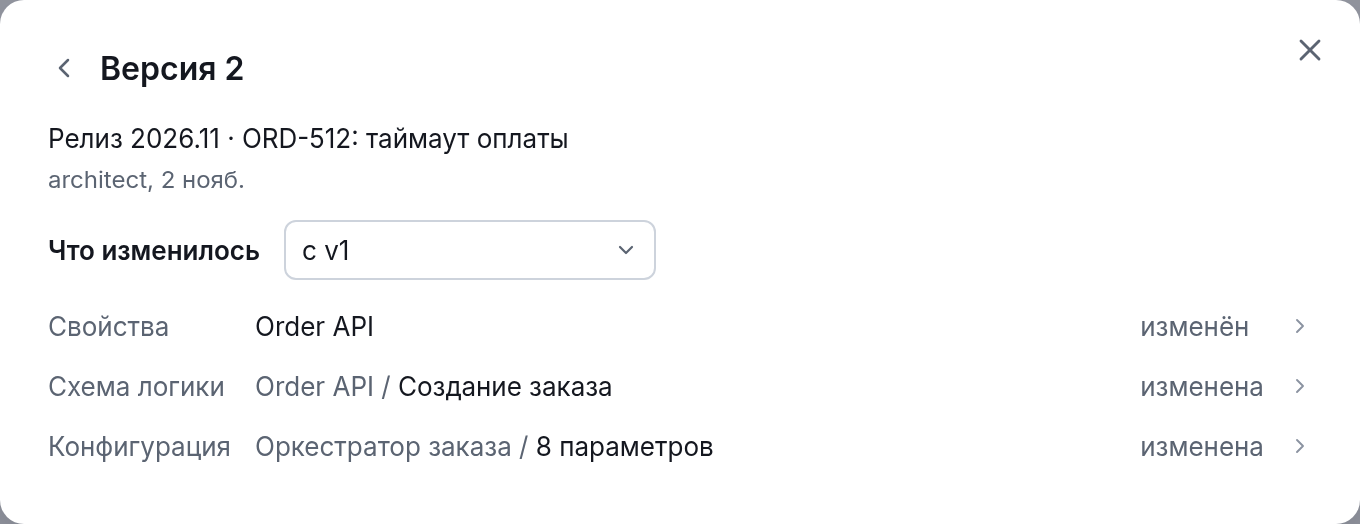 Версия 2
Релиз 2026.11 · ORD-512: таймаут оплаты
architect, 2 нояб.
Что изменилось с v1
Свойства Order API изменён
Схема логики Order API / Создание заказа изменена
Конфигурация Оркестратор заказа / 8 параметров изменена